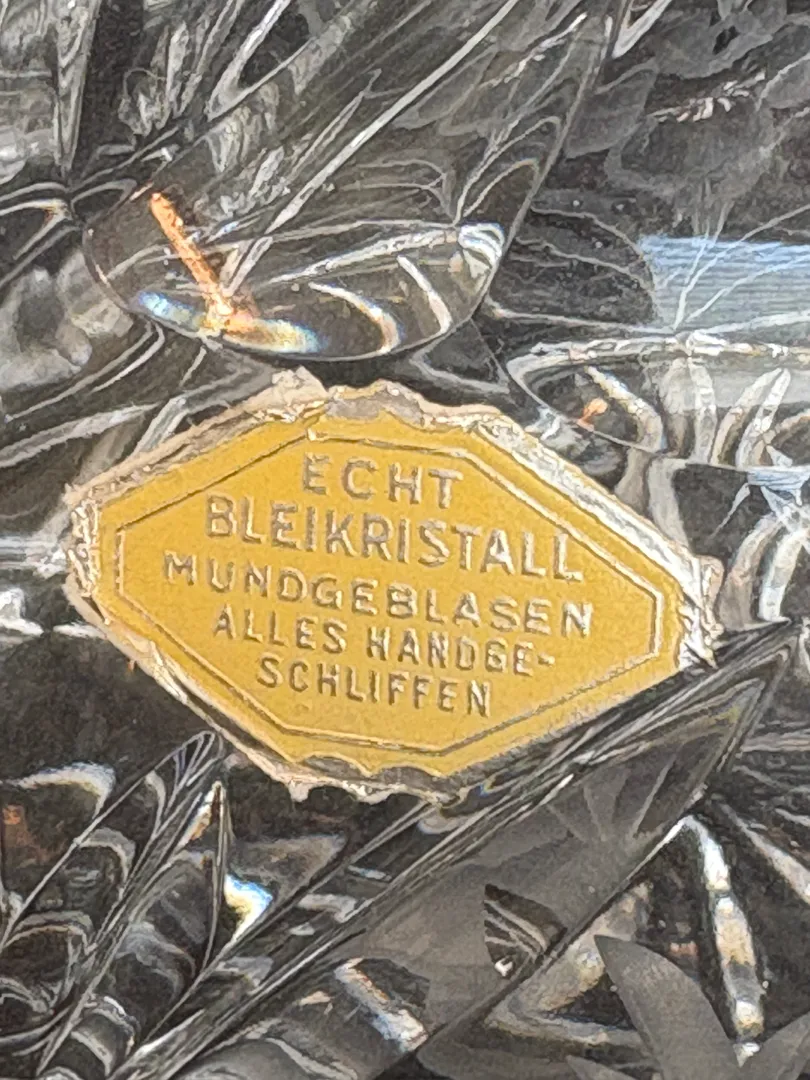 ECHT
BLEIKRISTALL
MUNDGEBLASEN
ALLES HANDGE-
SCHLIFFEN